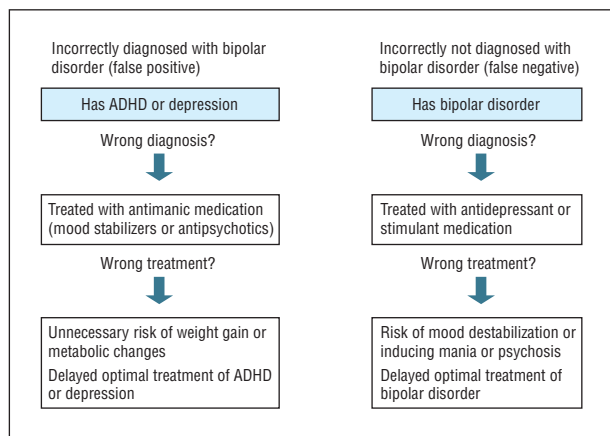 Incorrectly diagnosed with bipolar
disorder (false positive)
Has ADHD or depression
Wrong diagnosis?
Treated with antimanic medication
(mood stabilizers or antipsychotics)
Wrong treatment?
Unnecessary risk of weight gain or
metabolic changes
Delayed optimal treatment of ADHD
or depression
Incorrectly not diagnosed with
bipolar disorder (false negative)
Has bipolar disorder
Wrong diagnosis?
Treated with antidepressant or
stimulant medication
Wrong treatment?
Risk of mood destabilization or
inducing mania or psychosis
Delayed optimal treatment of
bipolar disorder